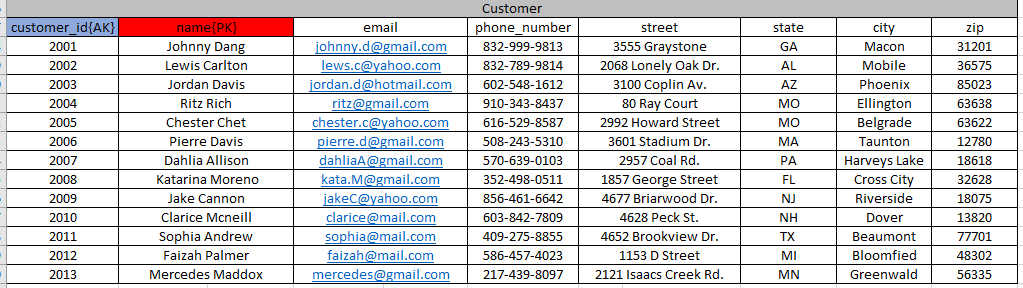 Customer
customer_id{AK} name{PK} email phone_number street state city zip
2001 Johnny Dang johnny.d@gmail.com 832-999-9813 3555 Graystone GA Macon 31201
2002 Lewis Carlton lews.c@yahoo.com 832-789-9814 2068 Lonely Oak Dr. AL Mobile 36575
2003 Jordan Davis jordan.d@hotmail.com 602-548-1612 3100 Coplin Av. AZ Phoenix 85023
2004 Ritz Rich ritz@gmail.com 910-343-8437 80 Ray Court MO Ellington 63638
2005 Chester Chet chester.c@yahoo.com 616-529-8587 2992 Howard Street MO Belgrade 63622
2006 Pierre Davis pierre.d@gmail.com 508-243-5310 3601 Stadium Dr. MA Taunton 12780
2007 Dahlia Allison dahliaA@gmail.com 570-639-0103 2957 Coal Rd. PA Harveys Lake 18618
2008 Katarina Moreno kata.M@gmail.com 352-498-0511 1857 George Street FL Cross City 32628
2009 Jake Cannon jakeC@yahoo.com 856-461-6642 4677 Briarwood Dr. NJ Riverside 18075
2010 Clarice Mcneill clarice@mail.com 603-842-7809 4628 Peck St. NH Dover 13820
2011 Sophia Andrew sophia@mail.com 409-275-8855 4652 Brookview Dr. TX Beaumont 77701
2012 Faizah Palmer faizah@mail.com 586-457-4023 1153 D Street MI Bloomfied 48302
2013 Mercedes Maddox mercedes@gmail.com 217-439-8097 2121 Isaacs Creek Rd. MN Greenwald 56335